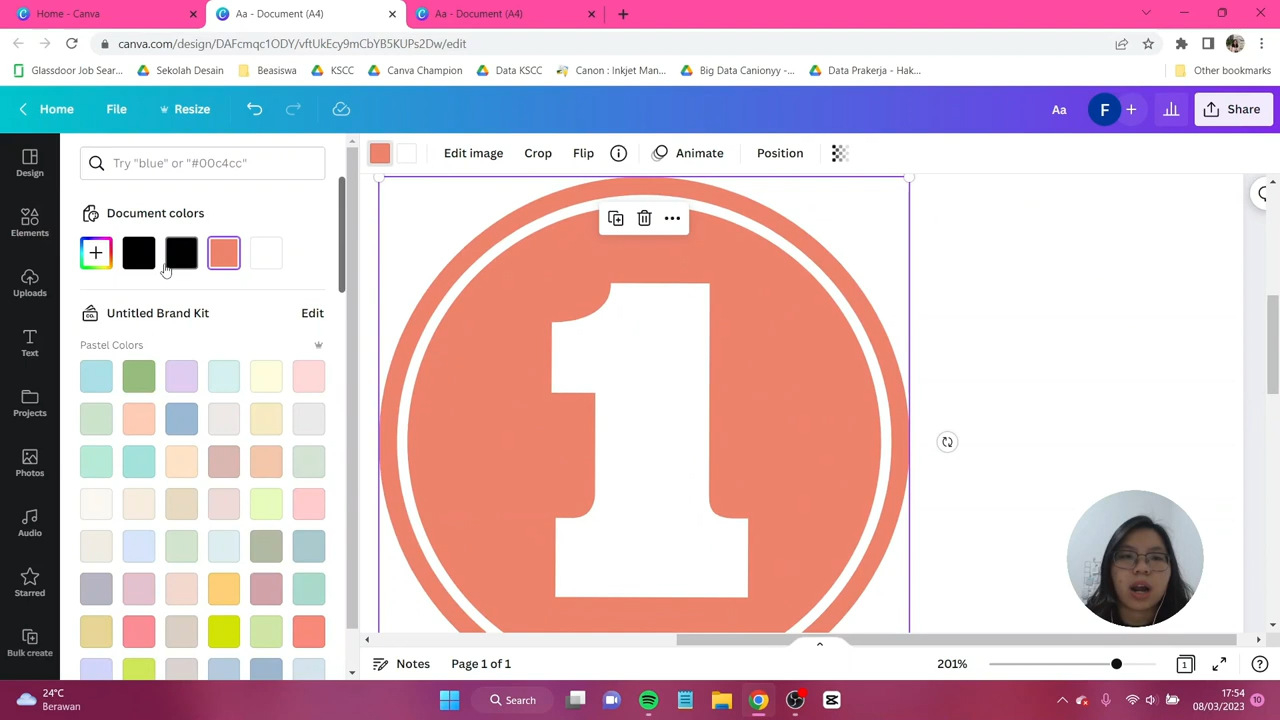 Home - Canva
Aa - Document (A4)
Aa - Document (A4)
canva.com/design/DAFcmqc1ODY/vftUkEcy9mCbYB5KUPs2Dw/edit
Glassdoor Job Sear...
Sekolah Desain
Beasiswa
KSCC
Canva Champion
Data KSCC
Canon : Inkjet Man...
Big Data Canionyy -...
Data Prakerja - Hak...
Other bookmarks
Home
File
Resize
Aa
F
Share
Design
Elements
Uploads
Text
Projects
Photos
Audio
Starred
Bulk create
Try "blue" or "#00c4cc"
Document colors
Untitled Brand Kit
Edit
Pastel Colors
Edit image
Crop
Flip
Animate
Position
1
Notes
Page 1 of 1
201%
1
24°C
Berawan
Search
17:54
08/03/2023
10